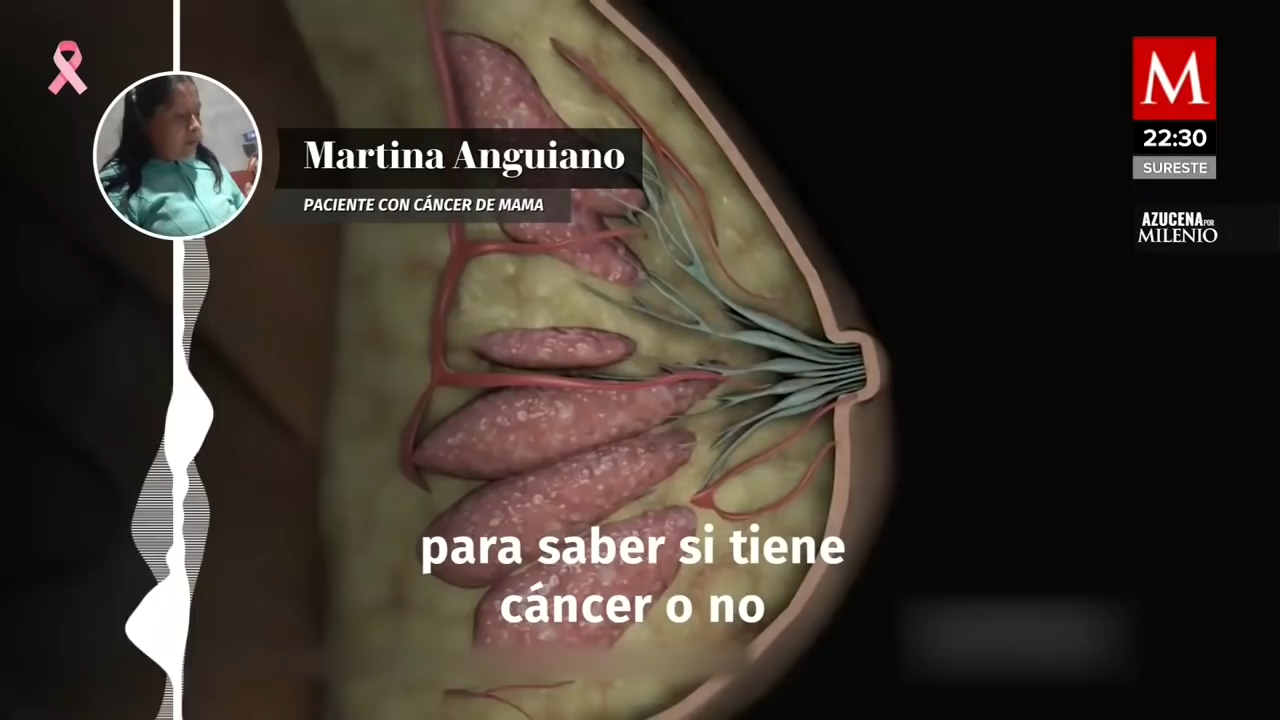 Martina Anguiano
PACIENTE CON CÁNCER DE MAMA
M
22:30
SURESTE
AZUCENA POR
MILENIO
para saber si tiene
cáncer o no